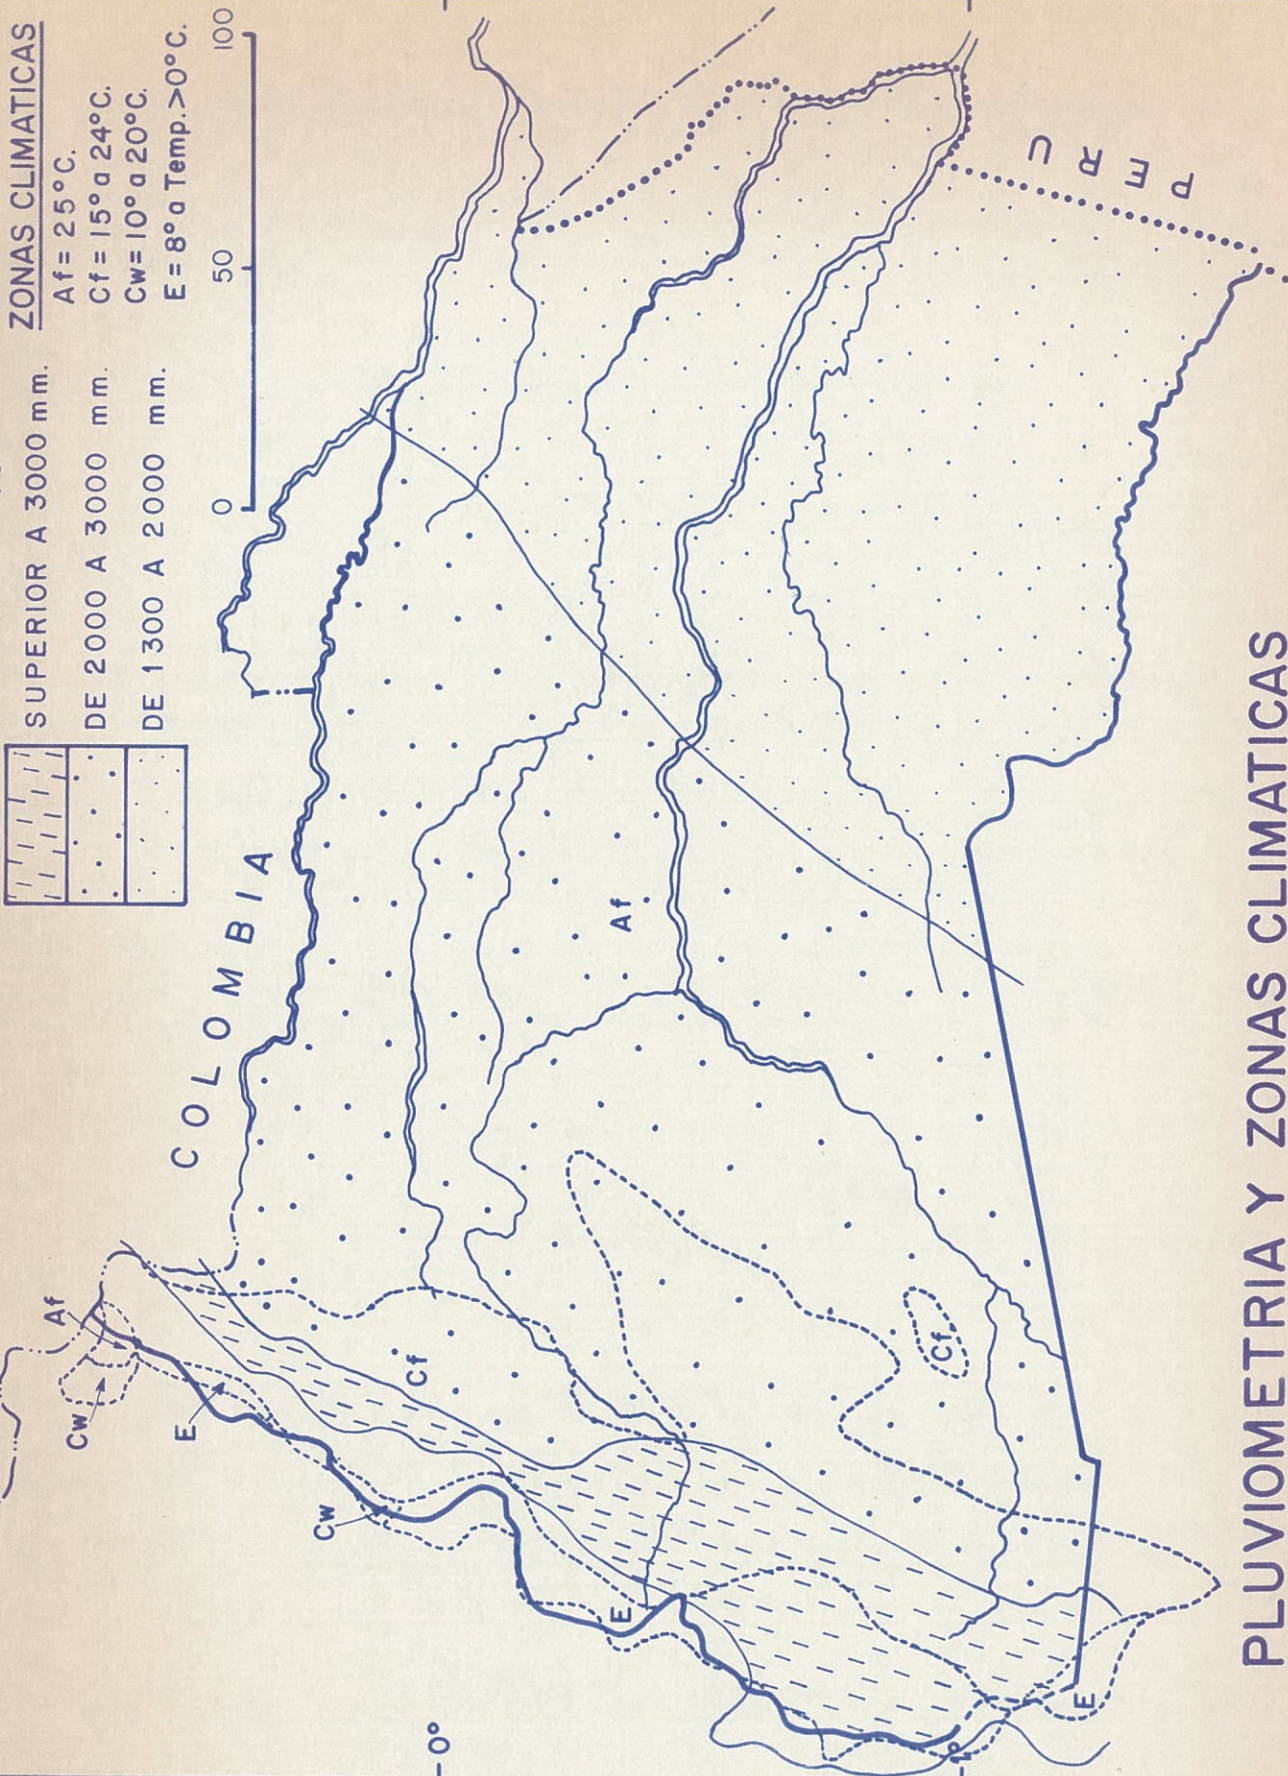 SUPERIOR A 3000 mm.
DE 2000 A 3000 mm.
DE 1300 A 2000 mm.
ZONAS CLIMATICAS
Af = 25°C.
Cf = 15° a 24°C.
Cw = 10° a 20°C.
E = 8° a Temp. >0°C.
0 50 100
COLOMBIA
PERU
Af
Cw
E
Cw
Cf
Af
E
Cf
E
0°
1°
PLUVIOMETRIA Y ZONAS CLIMATICAS